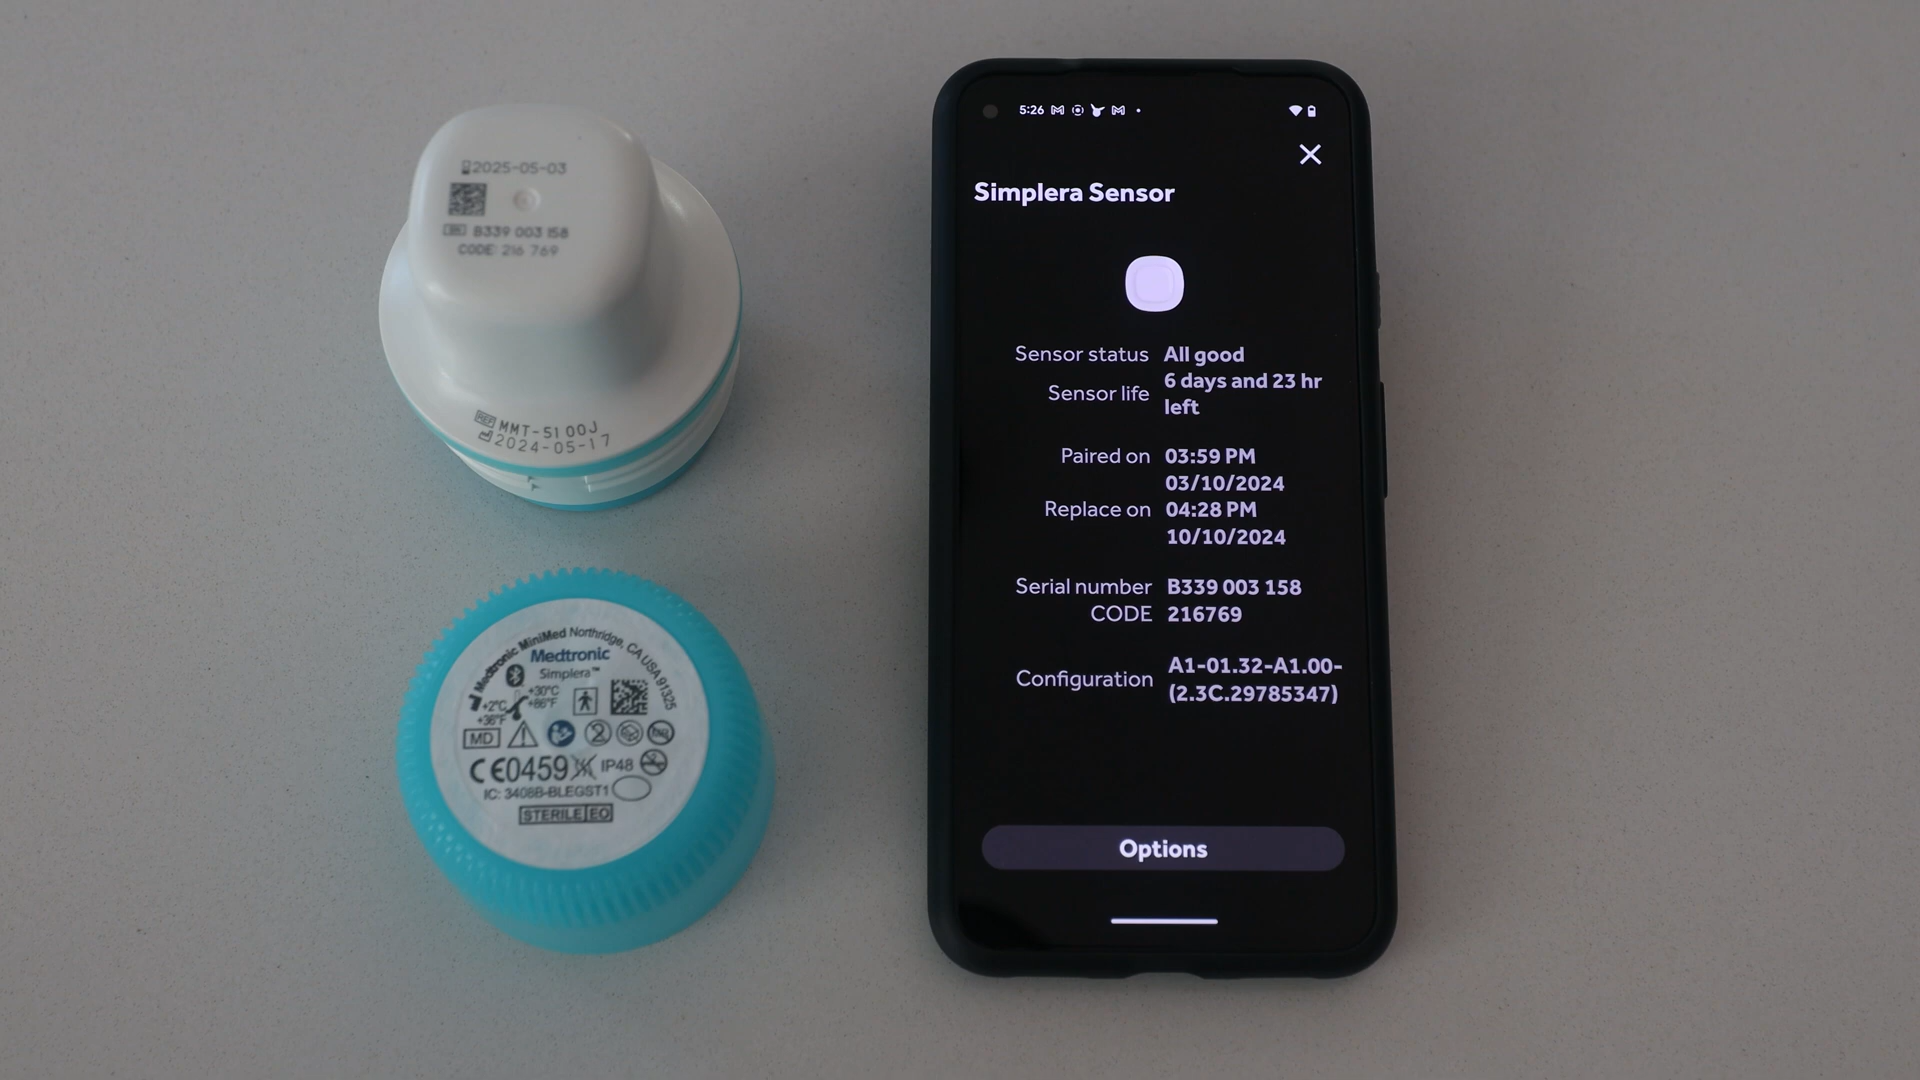 2025-05-03
SN B339 003 158
CODE: 216 769
REF MMT-5100J
2024-05-17
Medtronic MiniMed Northridge, CA USA 91325
Medtronic
Simplera™
+30°C
+86°F
+2°C
+36°F
MD
CE0459
IP48
IC: 3408B-BLEGST1
STERILE EO
5:26
Simplera Sensor
Sensor status All good
Sensor life 6 days and 23 hr
left
Paired on 03:59 PM
03/10/2024
Replace on 04:28 PM
10/10/2024
Serial number B339 003 158
CODE 216769
Configuration A1-01.32-A1.00-
(2.3C.29785347)
Options